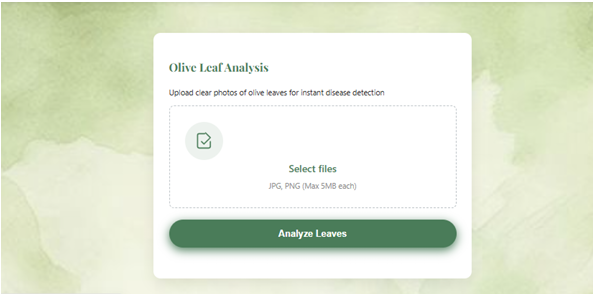 Olive Leaf Analysis
Upload clear photos of olive leaves for instant disease detection
Select files
JPG, PNG (Max 5MB each)
Analyze Leaves